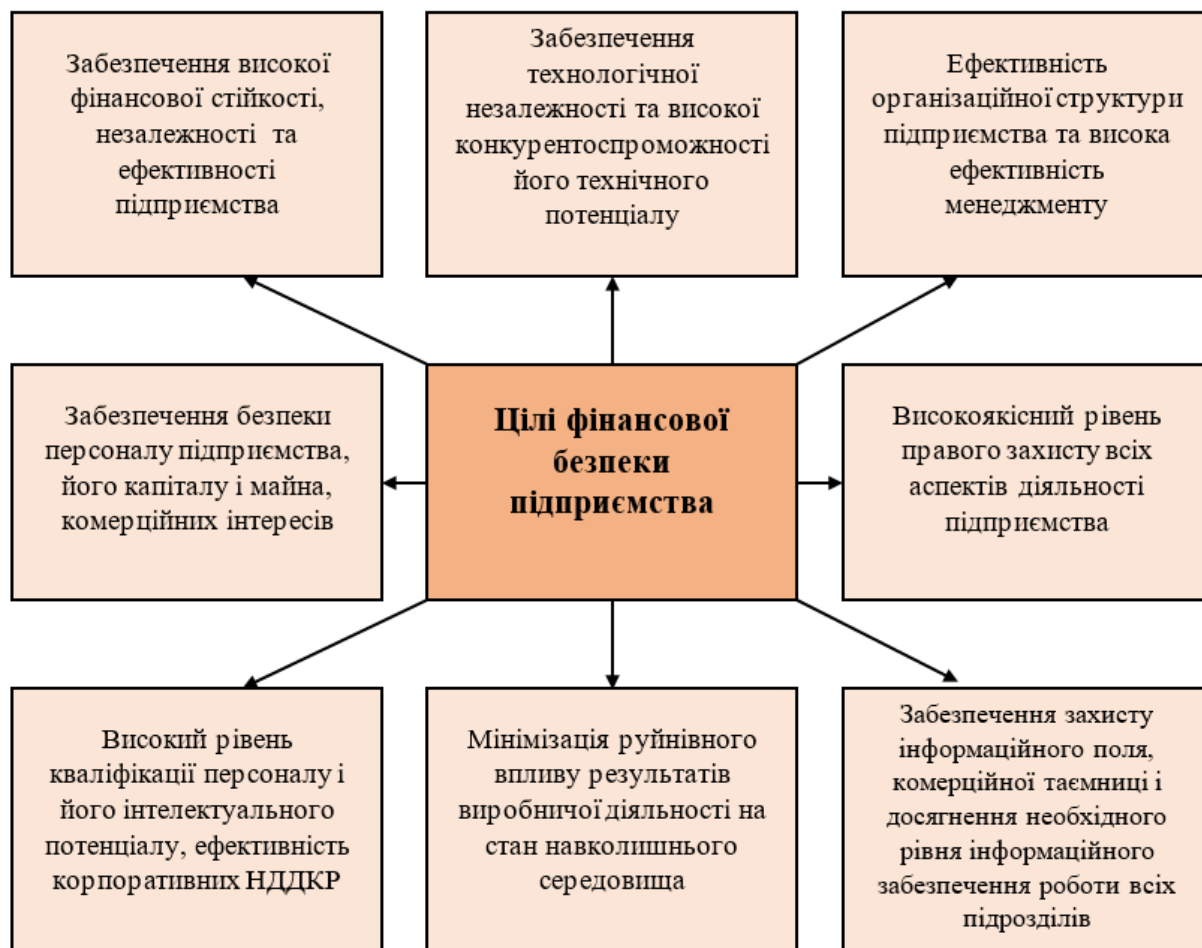 Забезпечення високої
фінансової стійкості,
незалежності та
ефективності
підприємства
Забезпечення
технологічної
незалежності та високої
конкурентоспроможності
його технічного
потенціалу
Ефективність
організаційної структури
підприємства та висока
ефективність
менеджменту
Забезпечення безпеки
персоналу підприємства,
його капіталу і майна,
комерційних інтересів
Цілі фінансової
безпеки
підприємства
Високоякісний рівень
правого захисту всіх
аспектів діяльності
підприємства
Високий рівень
кваліфікації персоналу і
його інтелектуального
потенціалу, ефективність
корпоративних НДДКР
Мінімізація руйнівного
впливу результатів
виробничої діяльності на
стан навколишнього
середовища
Забезпечення захисту
інформаційного поля,
комерційної таємниці і
досягнення необхідного
рівня інформаційного
забезпечення роботи всіх
підрозділів